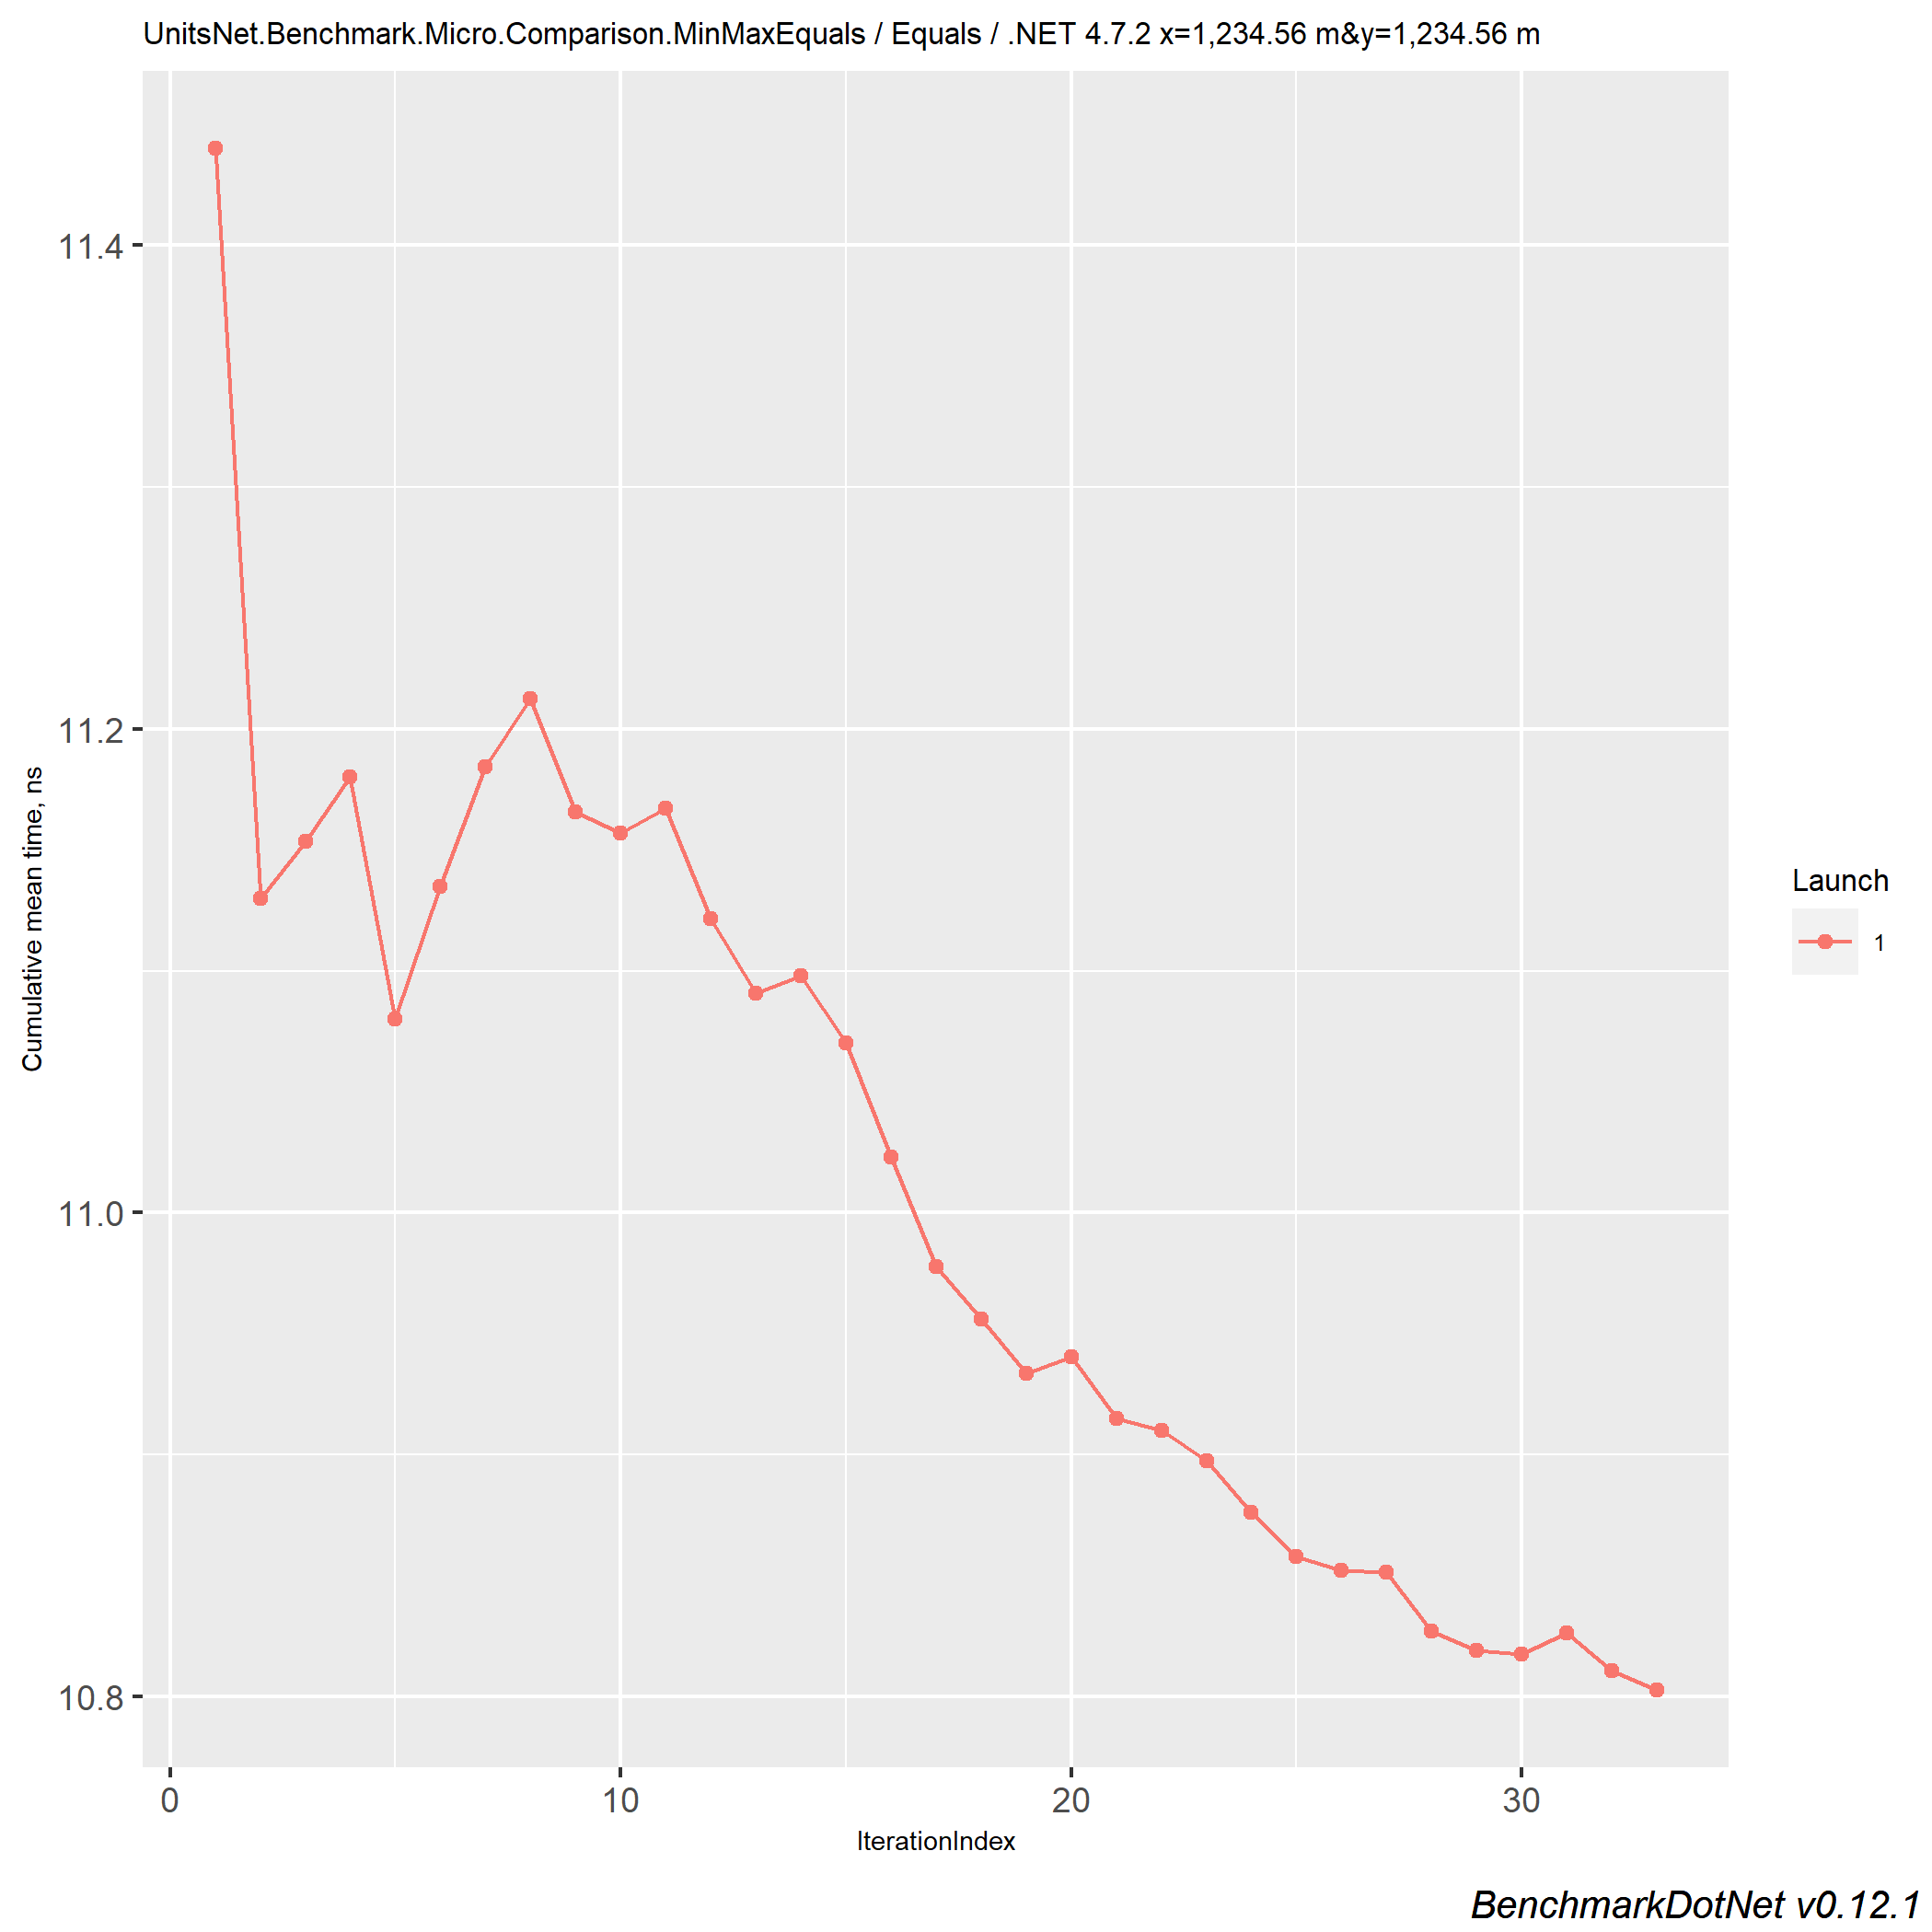 UnitsNet.Benchmark.Micro.Comparison.MinMaxEquals / Equals / .NET 4.7.2 x=1,234.56 m&y=1,234.56 m
11.4
11.2
11.0
10.8
Cumulative mean time, ns
0 10 20 30
IterationIndex
Launch
1
BenchmarkDotNet v0.12.1